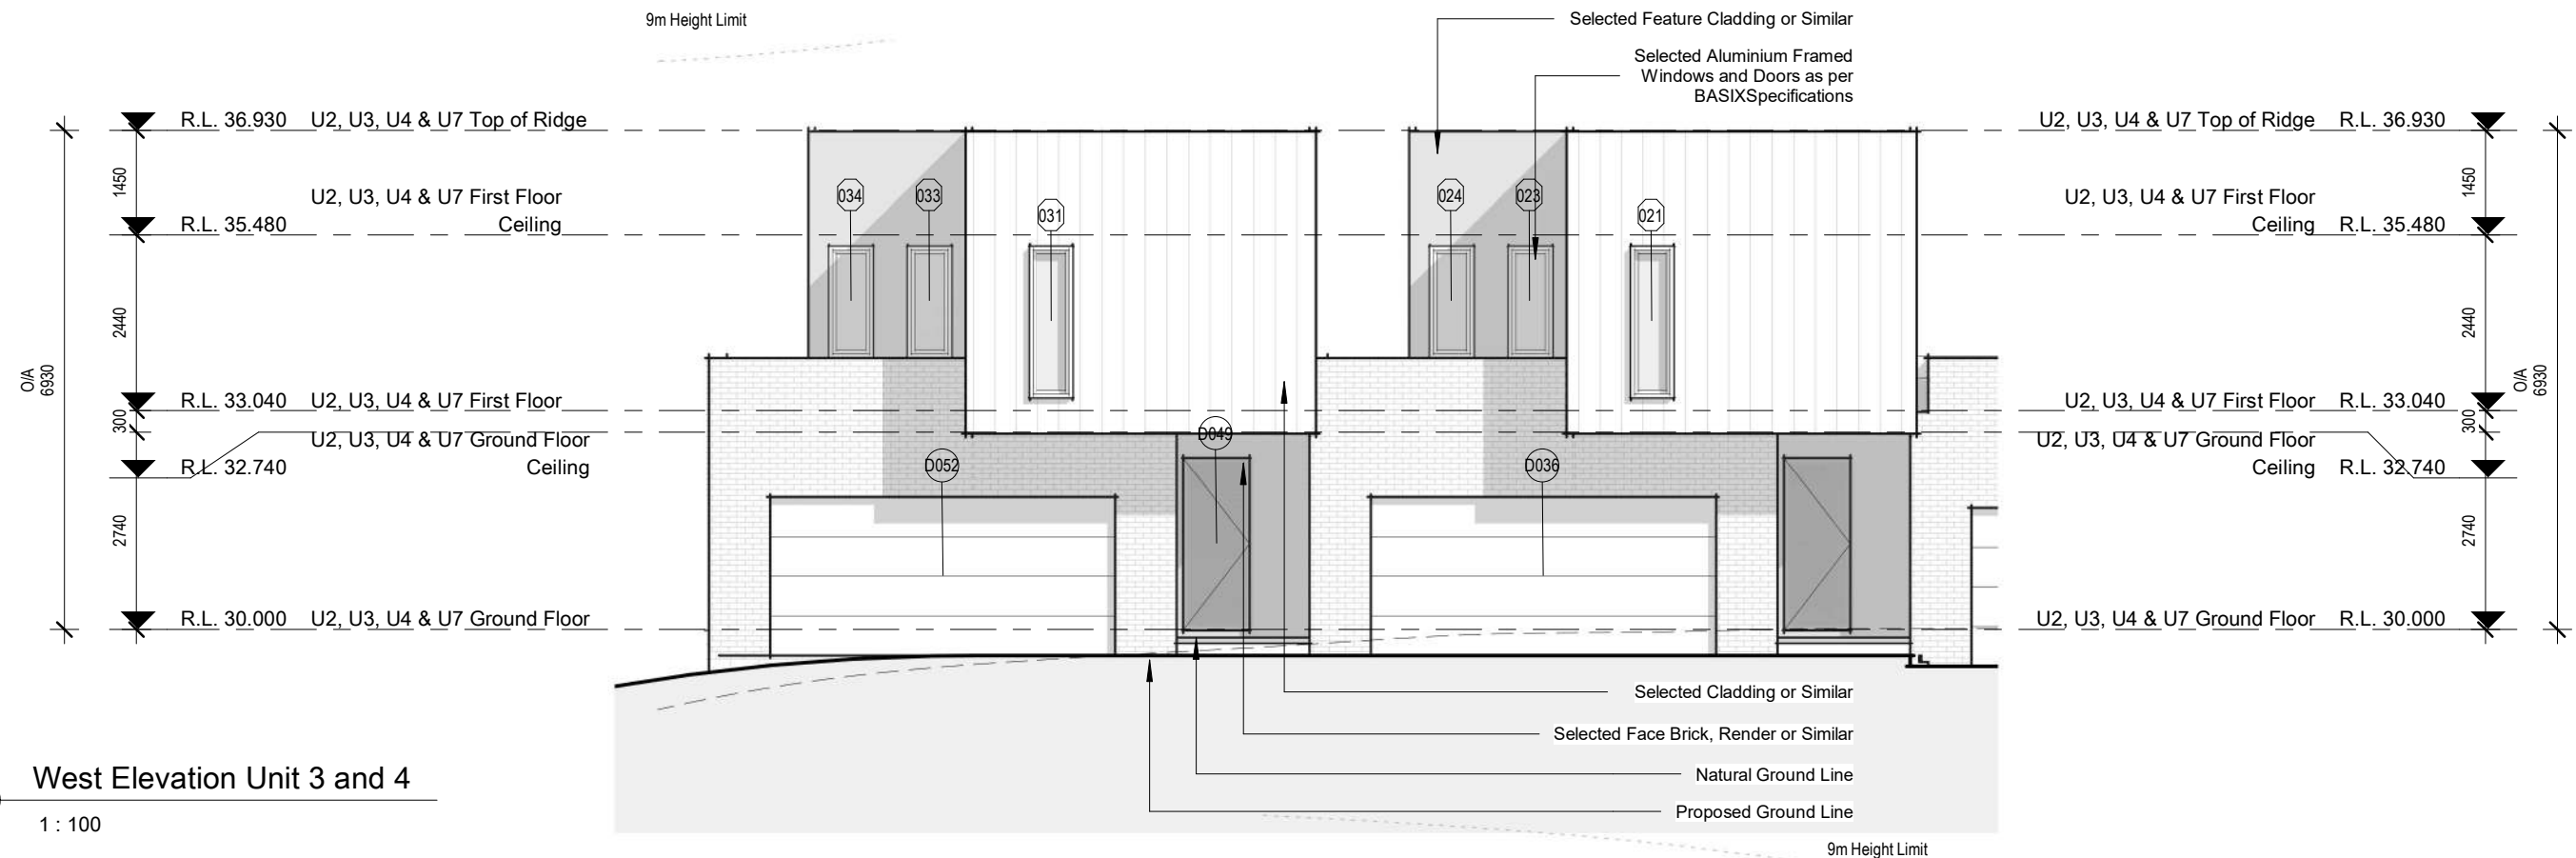 9m Height Limit
Selected Feature Cladding or Similar
Selected Aluminium Framed
Windows and Doors as per
BASIXSpecifications
R.L. 36.930 U2, U3, U4 & U7 Top of Ridge
U2, U3, U4 & U7 Top of Ridge R.L. 36.930
1450
1450
U2, U3, U4 & U7 First Floor
Ceiling
R.L. 35.480
U2, U3, U4 & U7 First Floor
Ceiling R.L. 35.480
034
033
031
024
023
021
2440
2440
O/A
6930
O/A
6930
R.L. 33.040 U2, U3, U4 & U7 First Floor
U2, U3, U4 & U7 First Floor R.L. 33.040
300
300
U2, U3, U4 & U7 Ground Floor
Ceiling
R.L. 32.740
U2, U3, U4 & U7 Ground Floor
Ceiling R.L. 32.740
D052
D049
D036
2740
2740
R.L. 30.000 U2, U3, U4 & U7 Ground Floor
U2, U3, U4 & U7 Ground Floor R.L. 30.000
Selected Cladding or Similar
Selected Face Brick, Render or Similar
Natural Ground Line
Proposed Ground Line
West Elevation Unit 3 and 4
1 : 100
9m Height Limit